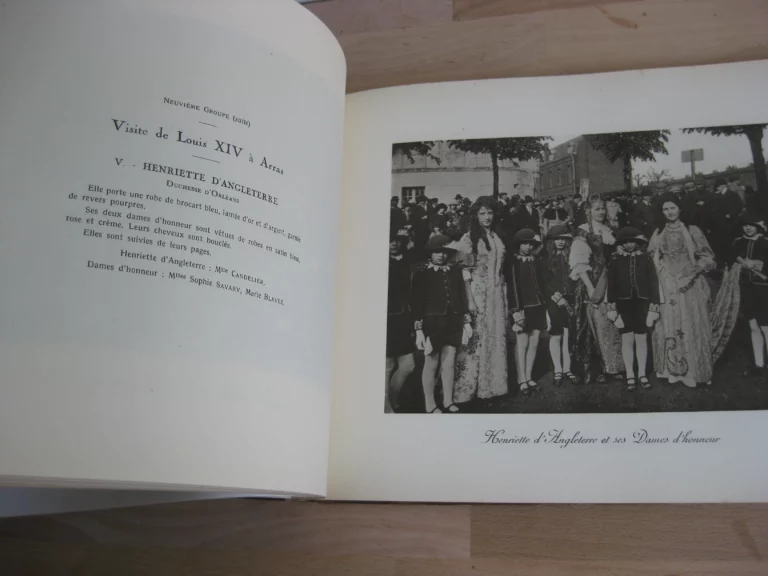 Neuvième Groupe (suite)
Visite de Louis XIV à Arras
V. - HENRIETTE D'ANGLETERRE
Duchesse d'Orléans
Elle porte une robe de brocart bleu, lamée d'or et d'argent, garnie
de revers pourpres.
Ses deux dames d'honneur sont vêtues de robes en satin bleu,
rose et crème. Leurs cheveux sont bouclés.
Elles sont suivies de leurs pages.
Henriette d'Angleterre : Mlle Candelier.
Dames d'honneur : Mlles Sophie Savary, Marie Blavez.
Henriette d'Angleterre et ses Dames d'honneur